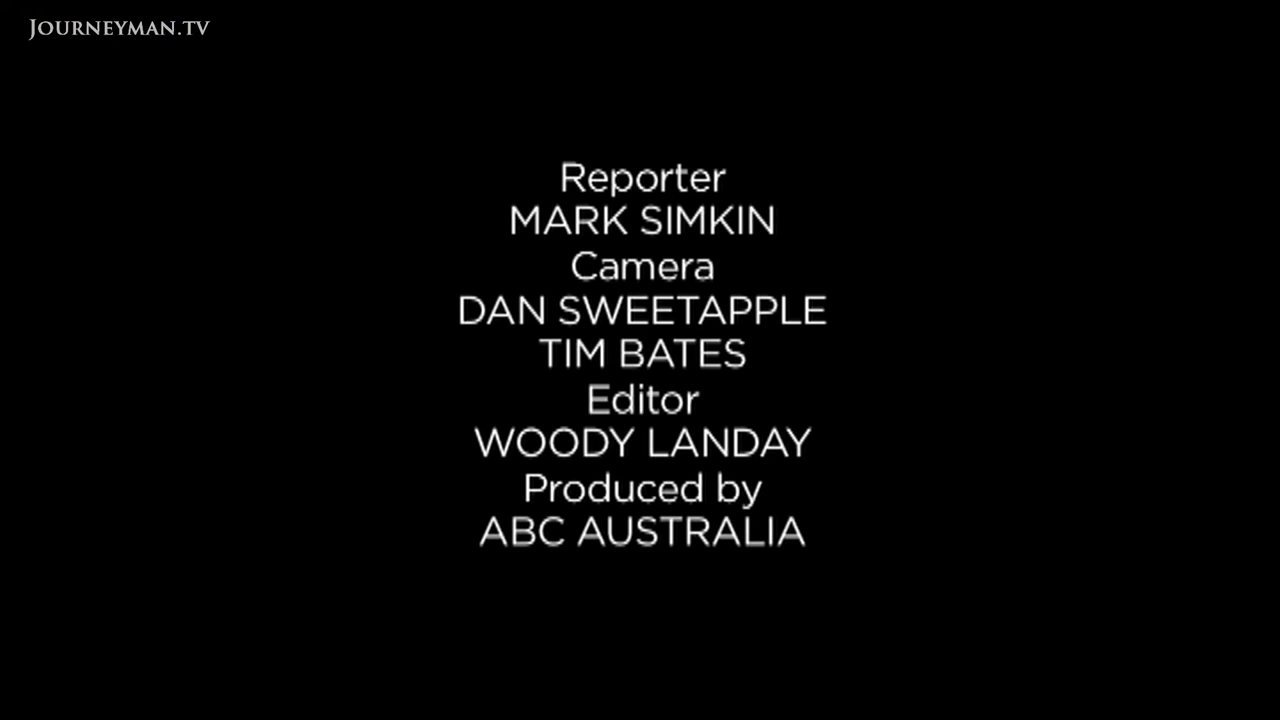 JOURNEYMAN.TV
Reporter
MARK SIMKIN
Camera
DAN SWEETAPPLE
TIM BATES
Editor
WOODY LANDAY
Produced by
ABC AUSTRALIA